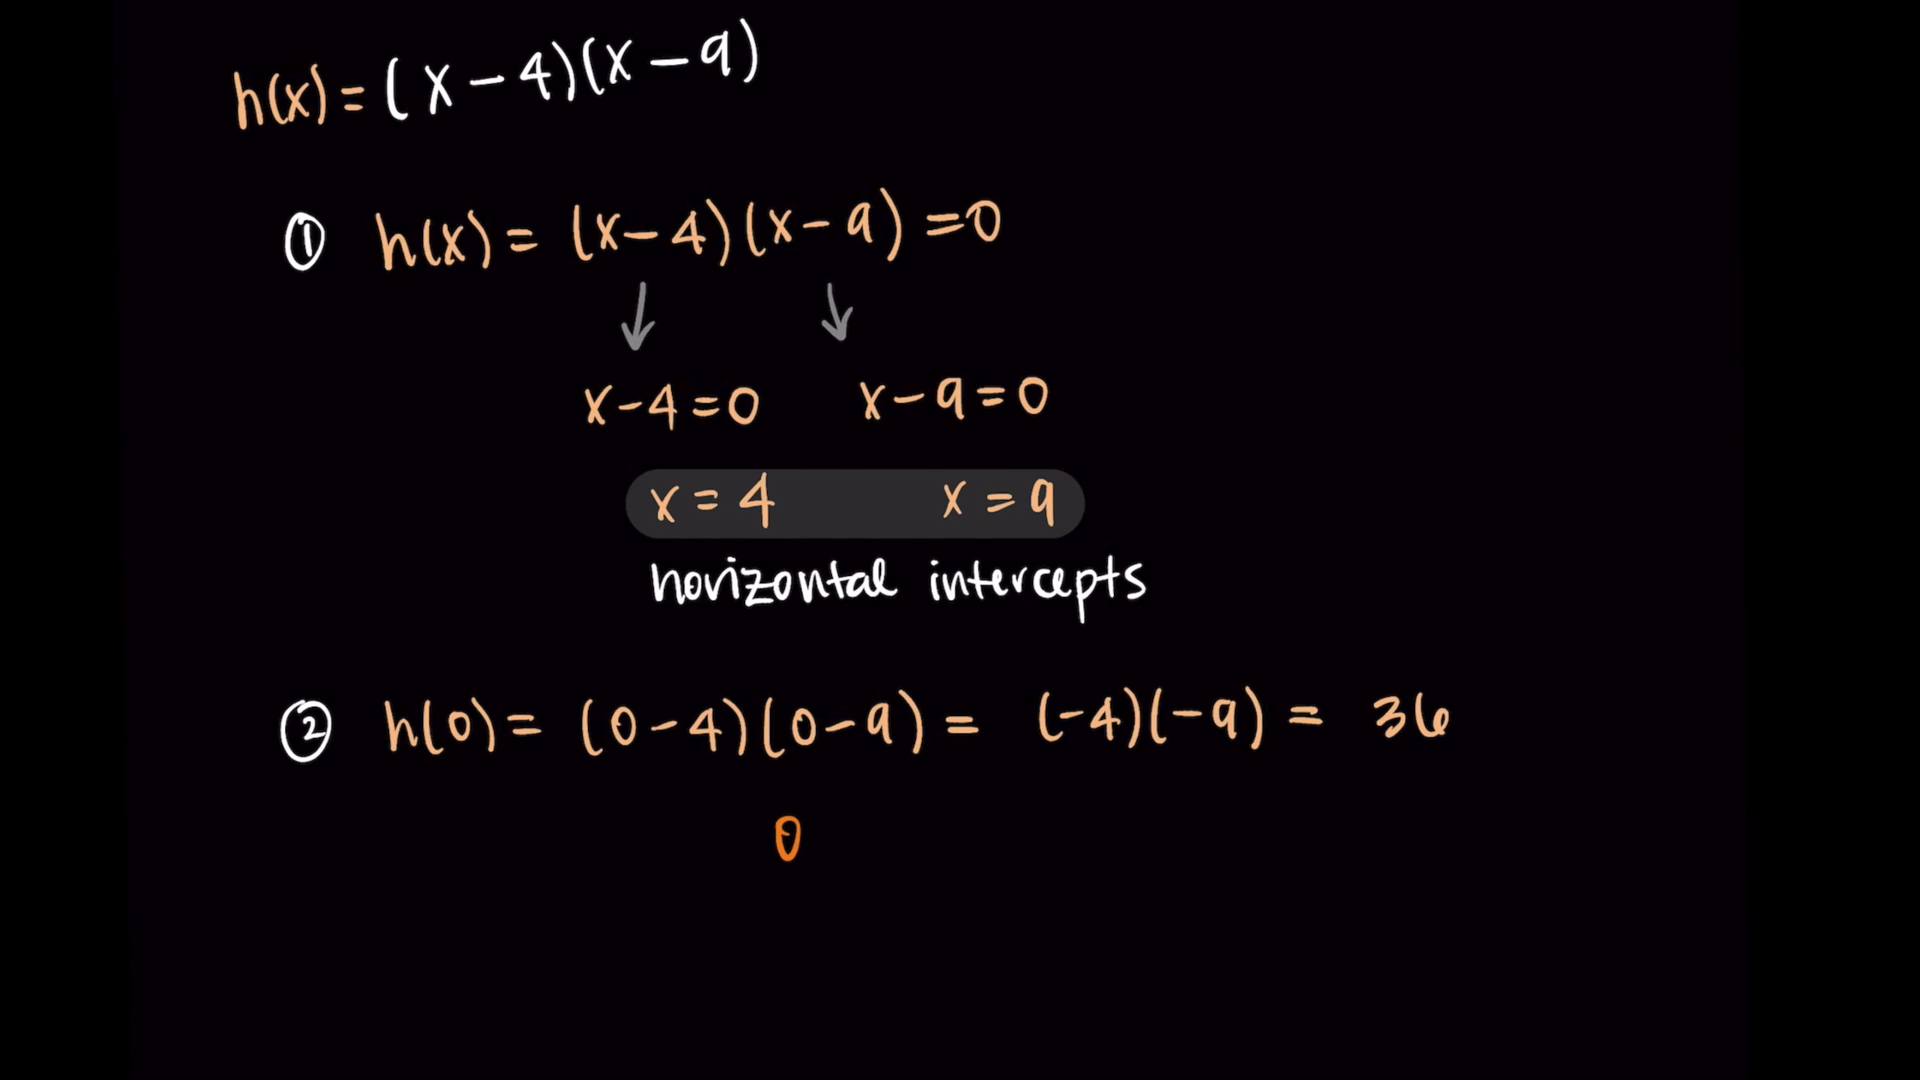 h(x) = (x - 4)(x - 9)
① h(x) = (x - 4)(x - 9) = 0
↓ ↓
x - 4 = 0 x - 9 = 0
x = 4 x = 9
horizontal intercepts
② h(0) = (0 - 4)(0 - 9) = (-4)(-9) = 36
0